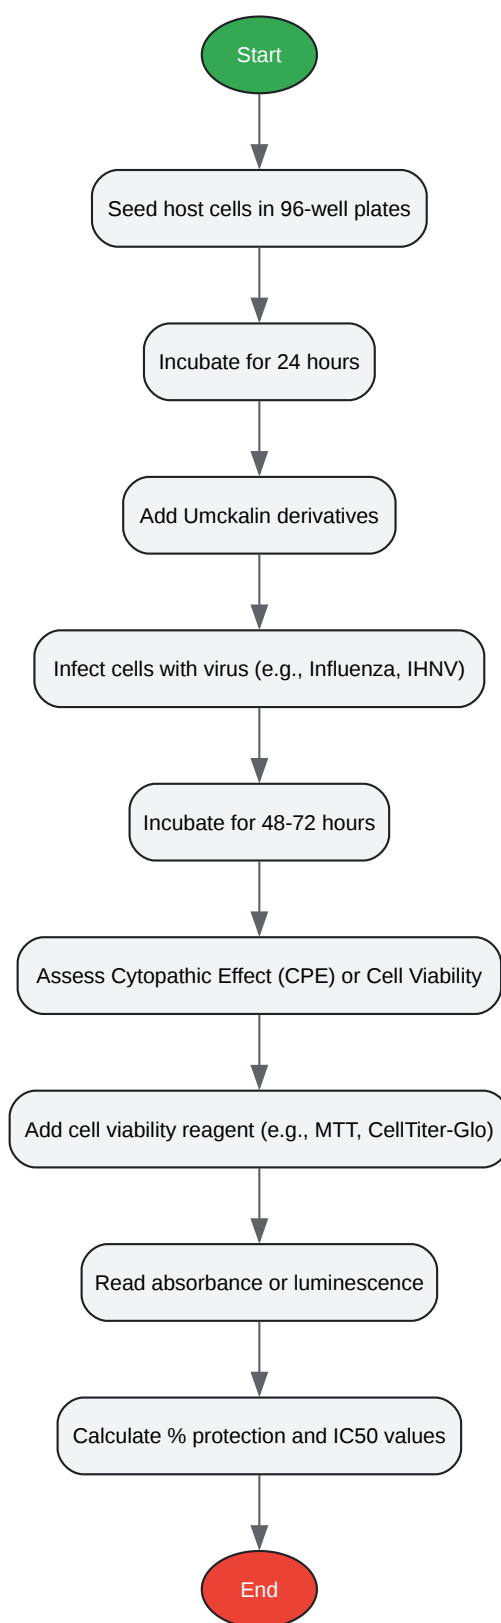 Start
Seed host cells in 96-well plates
Incubate for 24 hours
Add Umckalin derivatives
Infect cells with virus (e.g., Influenza, IHNV)
Incubate for 48-72 hours
Assess Cytopathic Effect (CPE) or Cell Viability
Add cell viability reagent (e.g., MTT, CellTiter-Glo)
Read absorbance or luminescence
Calculate % protection and IC50 values
End